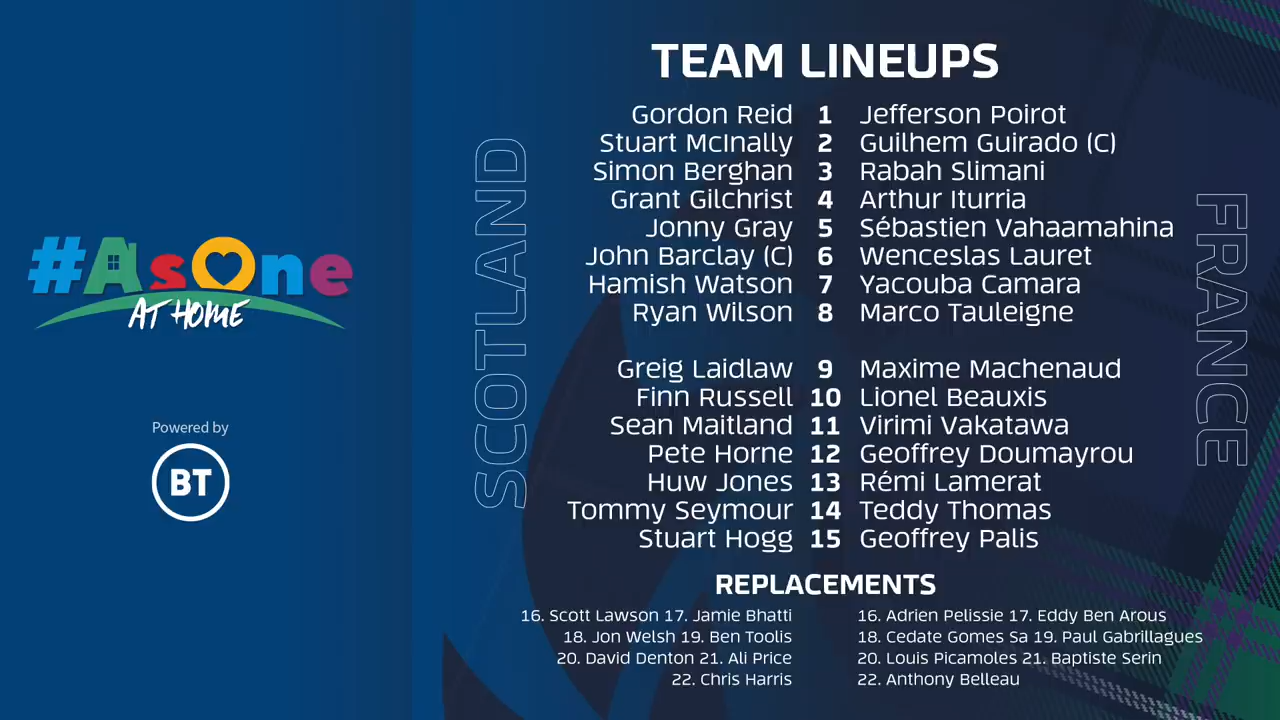 #AsOne
AT HOME
Powered by
BT
SCOTLAND
FRANCE
TEAM LINEUPS
Gordon Reid 1 Jefferson Poirot
Stuart McInally 2 Guilhem Guirado (C)
Simon Berghan 3 Rabah Slimani
Grant Gilchrist 4 Arthur Iturria
Jonny Gray 5 Sébastien Vahaamahina
John Barclay (C) 6 Wenceslas Lauret
Hamish Watson 7 Yacouba Camara
Ryan Wilson 8 Marco Tauleigne
Greig Laidlaw 9 Maxime Machenaud
Finn Russell 10 Lionel Beauxis
Sean Maitland 11 Virimi Vakatawa
Pete Horne 12 Geoffrey Doumayrou
Huw Jones 13 Rémi Lamerat
Tommy Seymour 14 Teddy Thomas
Stuart Hogg 15 Geoffrey Palis
REPLACEMENTS
16. Scott Lawson 17. Jamie Bhatti
18. Jon Welsh 19. Ben Toolis
20. David Denton 21. Ali Price
22. Chris Harris
16. Adrien Pelissie 17. Eddy Ben Arous
18. Cedate Gomes Sa 19. Paul Gabrillagues
20. Louis Picamoles 21. Baptiste Serin
22. Anthony Belleau